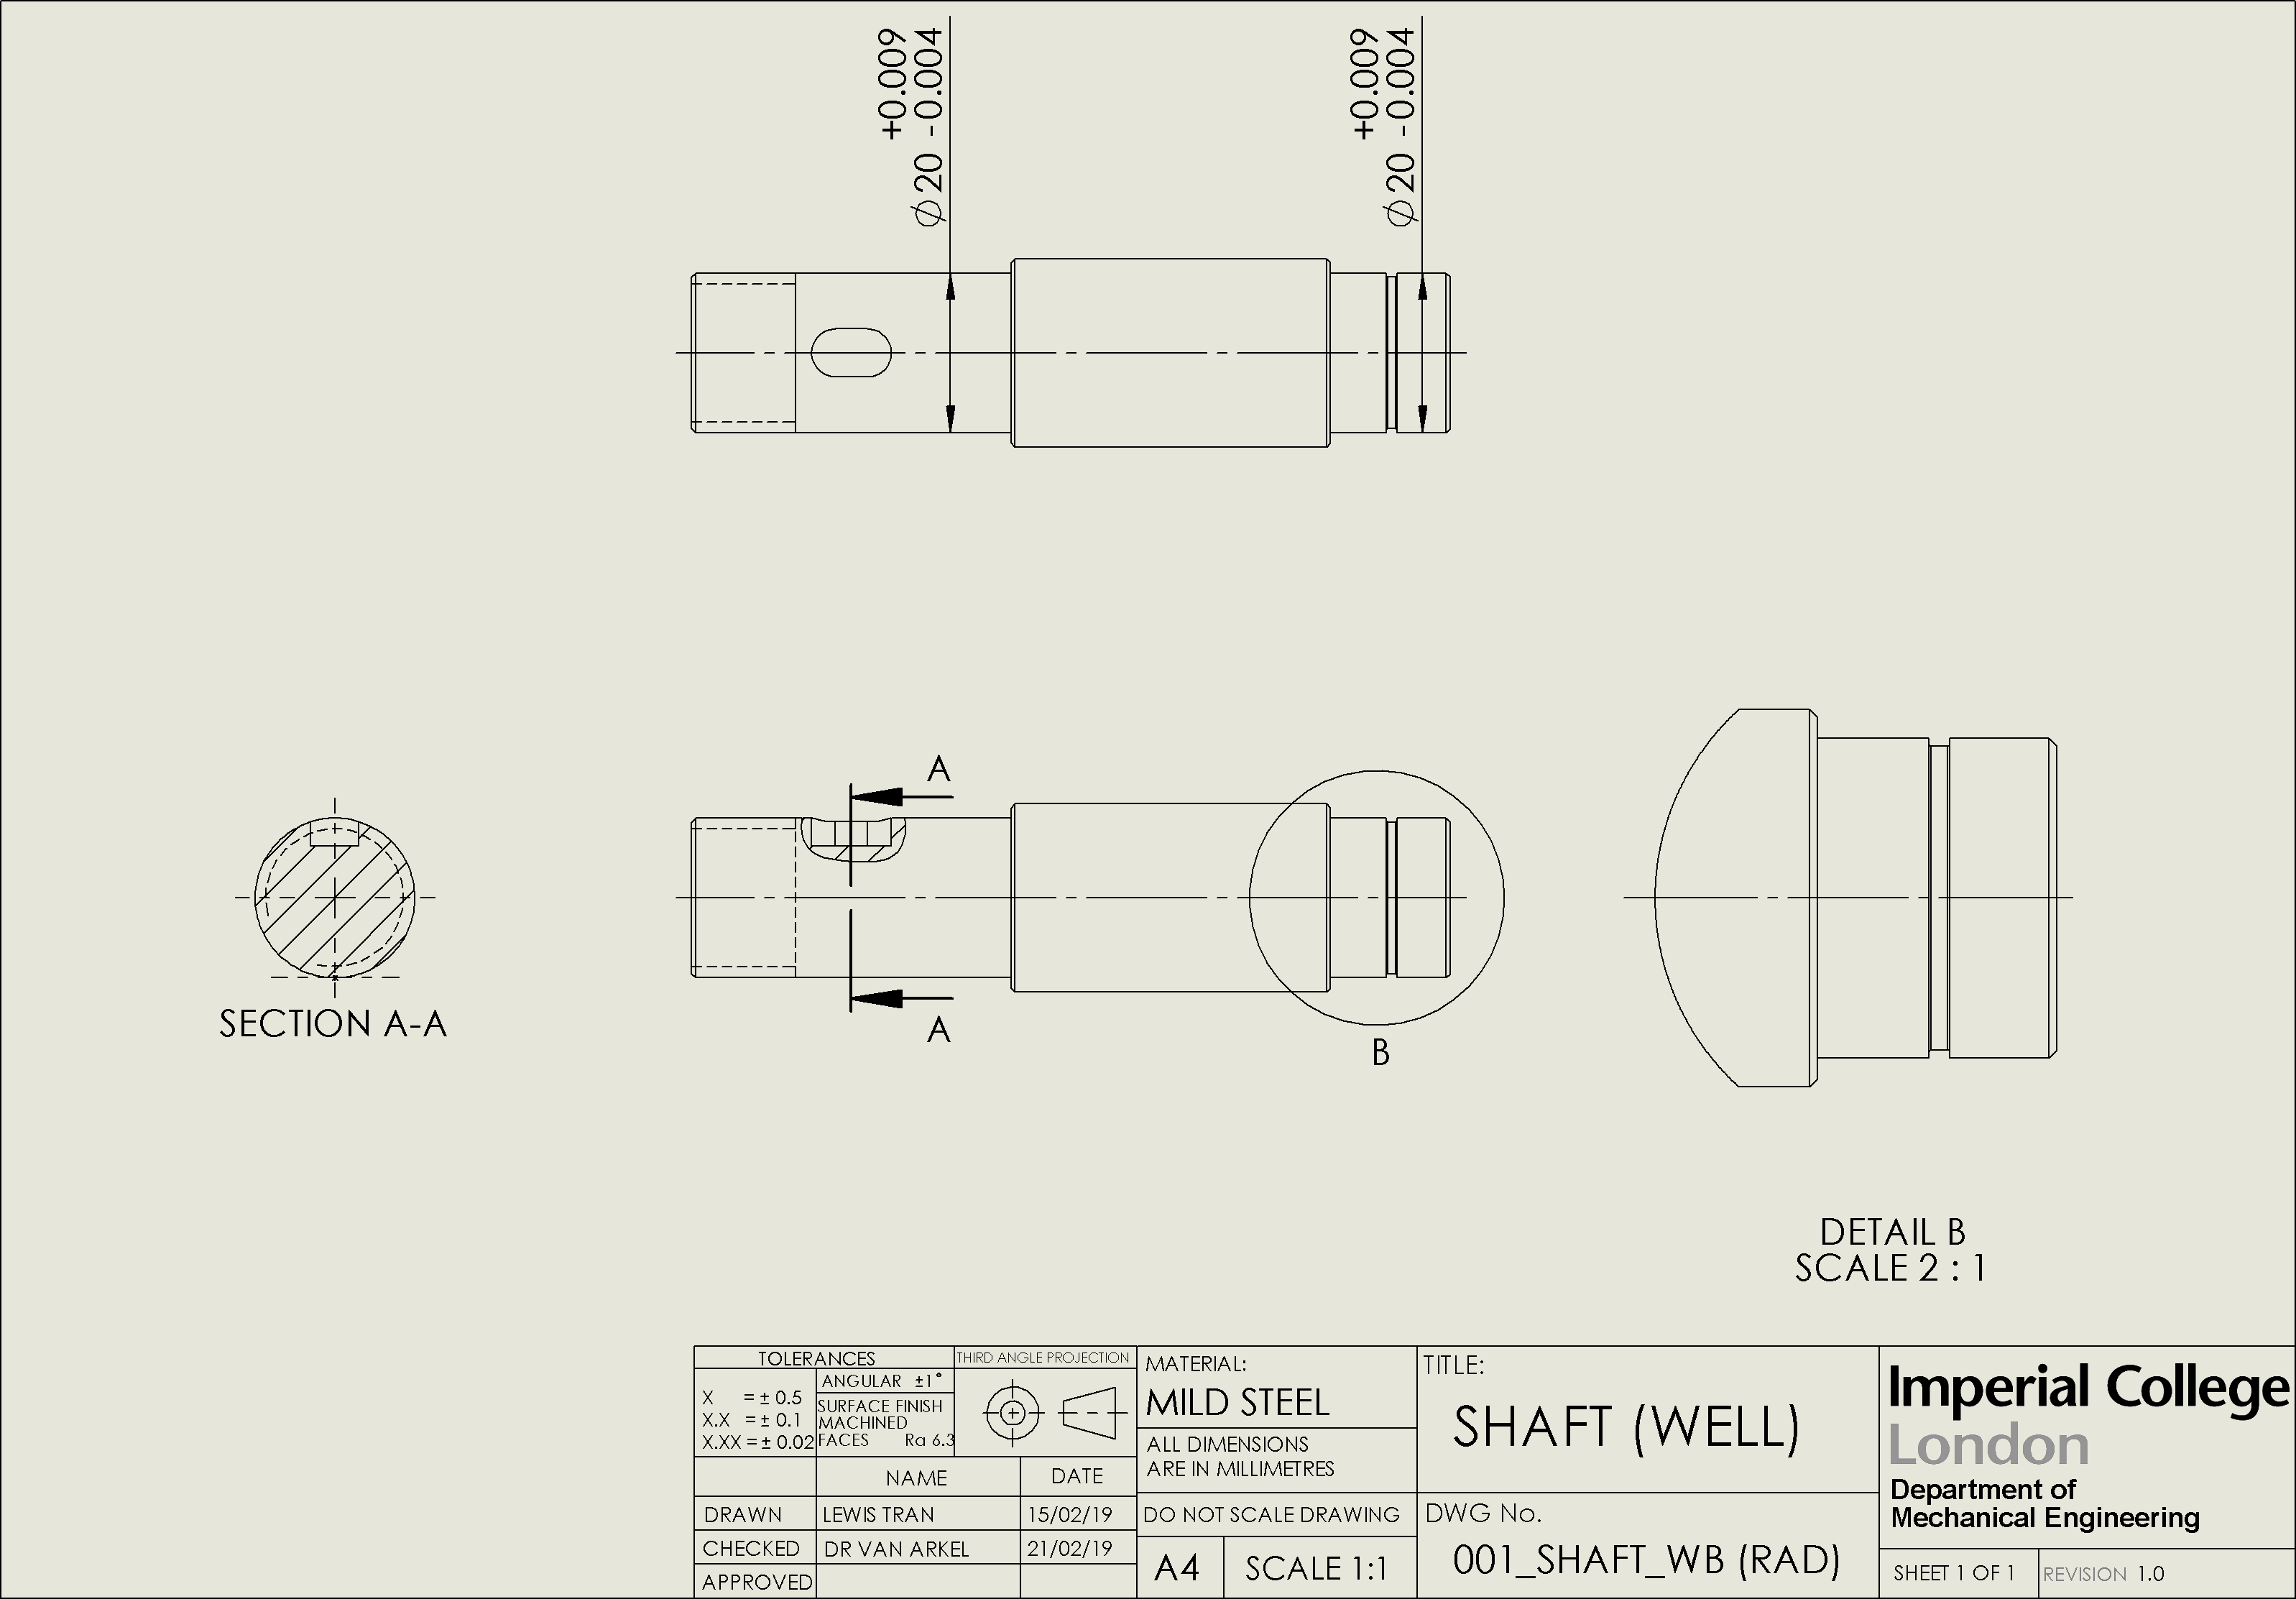 +0.009
⌀20 -0.004
+0.009
⌀20 -0.004
A
A
B
SECTION A-A
DETAIL B
SCALE 2 : 1
TOLERANCES
X = ± 0.5
X.X = ± 0.1
X.XX = ± 0.02
ANGULAR ±1°
SURFACE FINISH
MACHINED
FACES Ra 6.3
THIRD ANGLE PROJECTION
NAME DATE
DRAWN LEWIS TRAN 15/02/19
CHECKED DR VAN ARKEL 21/02/19
APPROVED
MATERIAL:
MILD STEEL
ALL DIMENSIONS
ARE IN MILLIMETRES
DO NOT SCALE DRAWING
A4 SCALE 1:1
TITLE:
SHAFT (WELL)
DWG No.
001_SHAFT_WB (RAD)
Imperial College
London
Department of
Mechanical Engineering
SHEET 1 OF 1 REVISION 1.0